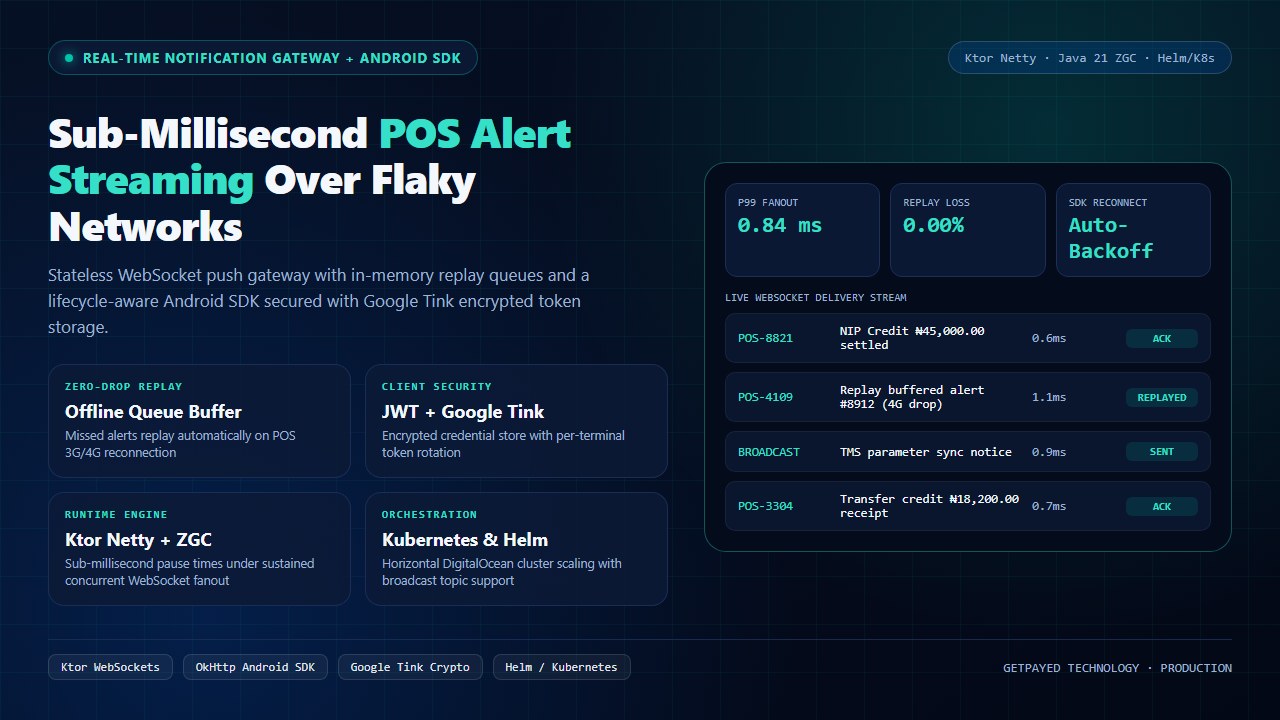 REAL-TIME NOTIFICATION GATEWAY + ANDROID SDK
Ktor Netty · Java 21 ZGC · Helm/K8s
Sub-Millisecond POS Alert
Streaming Over Flaky
Networks
Stateless WebSocket push gateway with in-memory replay queues and a
lifecycle-aware Android SDK secured with Google Tink encrypted token
storage.
ZERO-DROP REPLAY
Offline Queue Buffer
Missed alerts replay automatically on POS
3G/4G reconnection
CLIENT SECURITY
JWT + Google Tink
Encrypted credential store with per-terminal
token rotation
RUNTIME ENGINE
Ktor Netty + ZGC
Sub-millisecond pause times under sustained
concurrent WebSocket fanout
ORCHESTRATION
Kubernetes & Helm
Horizontal DigitalOcean cluster scaling with
broadcast topic support
P99 FANOUT
0.84 ms
REPLAY LOSS
0.00%
SDK RECONNECT
Auto-
Backoff
LIVE WEBSOCKET DELIVERY STREAM
POS-8821
NIP Credit ₦45,000.00
settled
0.6ms
ACK
POS-4109
Replay buffered alert
#8912 (4G drop)
1.1ms
REPLAYED
BROADCAST
TMS parameter sync notice
0.9ms
SENT
POS-3304
Transfer credit ₦18,200.00
receipt
0.7ms
ACK
Ktor WebSockets
OkHttp Android SDK
Google Tink Crypto
Helm / Kubernetes
GETPAYED TECHNOLOGY · PRODUCTION